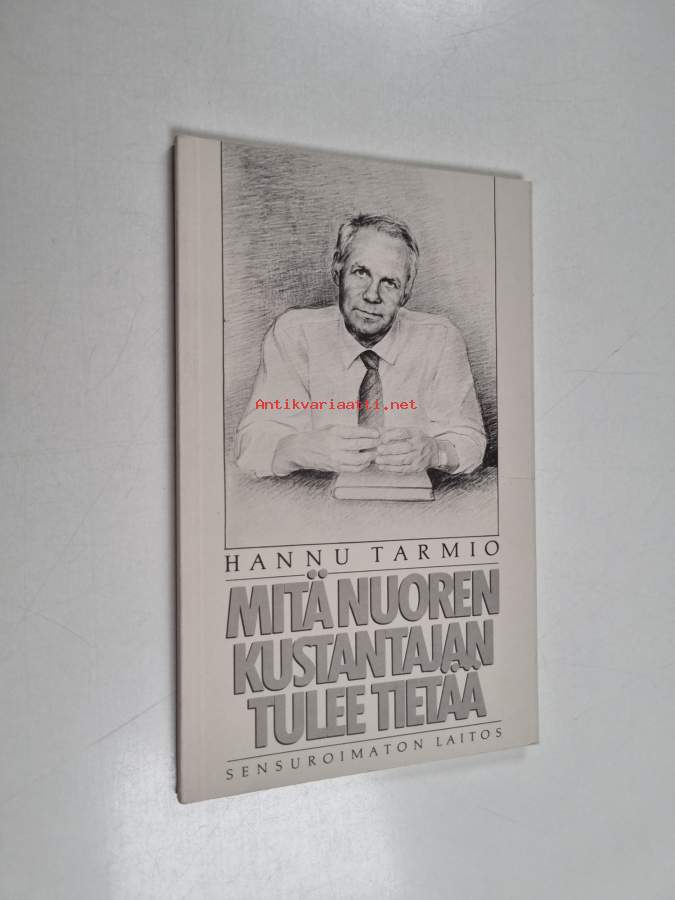 Antikvariaatti.net
HANNU TARMIO
MITÄ NUOREN
KUSTANTAJAN
TULEE TIETÄÄ
SENSUROIMATON LAITOS